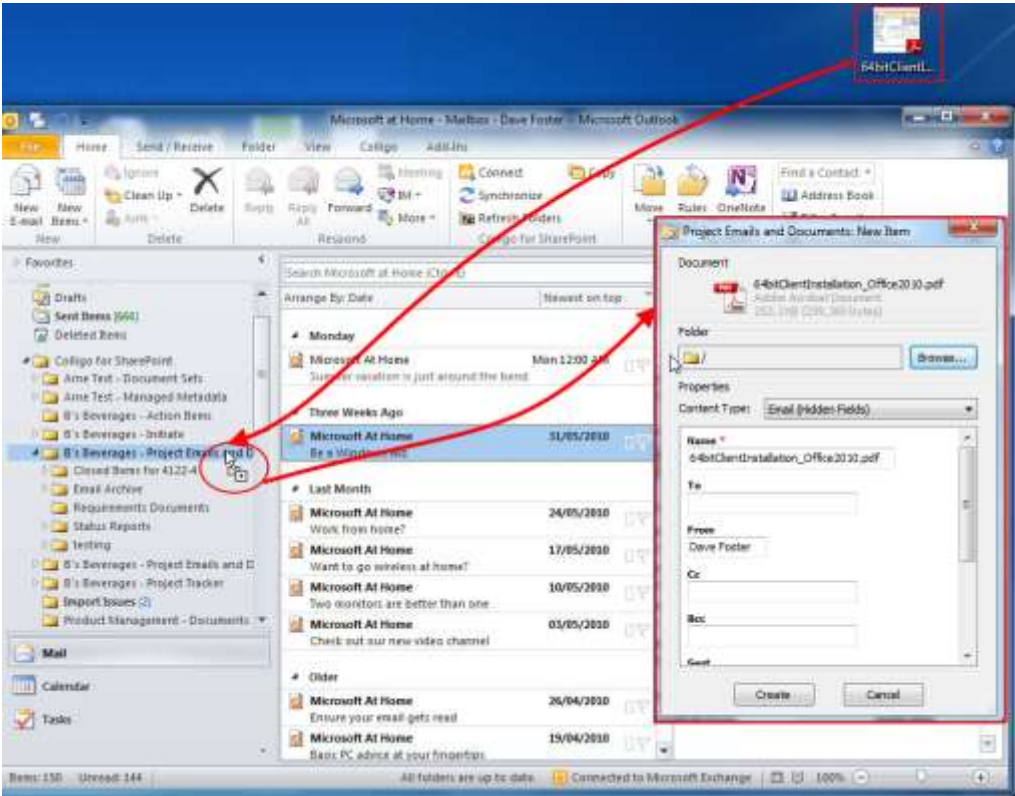 64bitClientI...
Microsoft at Home - Mailbox - Dave Foster - Microsoft Outlook
File Home Send / Receive Folder View Colligo Add-Ins
New E-mail
New Items
Ignore
Clean Up
Junk
Delete
Reply
Reply All
Forward
Meeting
IM
More
Connect
Synchronize
Refresh Folders
Copy
Move
Rules
OneNote
Find a Contact
Address Book
New
Delete
Respond
Colligo for SharePoint
Favorites
Drafts
Sent Items (660)
Deleted Items
Colligo for SharePoint
Arne Test - Document Sets
Arne Test - Managed Metadata
B's Beverages - Action Items
B's Beverages - Initiate
B's Beverages - Project Emails and D
Closed Items for 4122-4
Email Archive
Requirements Documents
Status Reports
Testing
B's Beverages - Project Emails and D
B's Beverages - Project Tracker
Import Issues (2)
Product Management - Documents
Mail
Calendar
Tasks
Search Microsoft at Home
Arrange By: Date Newest on top
Monday
Microsoft At Home Mon 12:00 AM
Summer vacation is just around the bend
Three Weeks Ago
Microsoft At Home 31/05/2010
Be a Windows
Last Month
Microsoft At Home 24/05/2010
Work from home?
Microsoft At Home 17/05/2010
Want to go wireless at home?
Microsoft At Home 10/05/2010
Two monitors are better than one
Microsoft At Home 03/05/2010
Check out our new video channel
Older
Microsoft At Home 26/04/2010
Ensure your email gets read
Microsoft At Home 19/04/2010
Basic PC advice at your fingertips
Project Emails and Documents: New Item
Document
64bitClientInstallation_Office2010.pdf
Adobe Acrobat Document
Folder
/
Browse...
Properties
Content Type: Email (Hidden Fields)
Name *
64bitClientInstallation_Office2010.pdf
To
From
Dave Foster
Cc
Bcc
Sent
Create Cancel
Items: 150 Unread: 144 All folders are up to date. Connected to Microsoft Exchange 100%